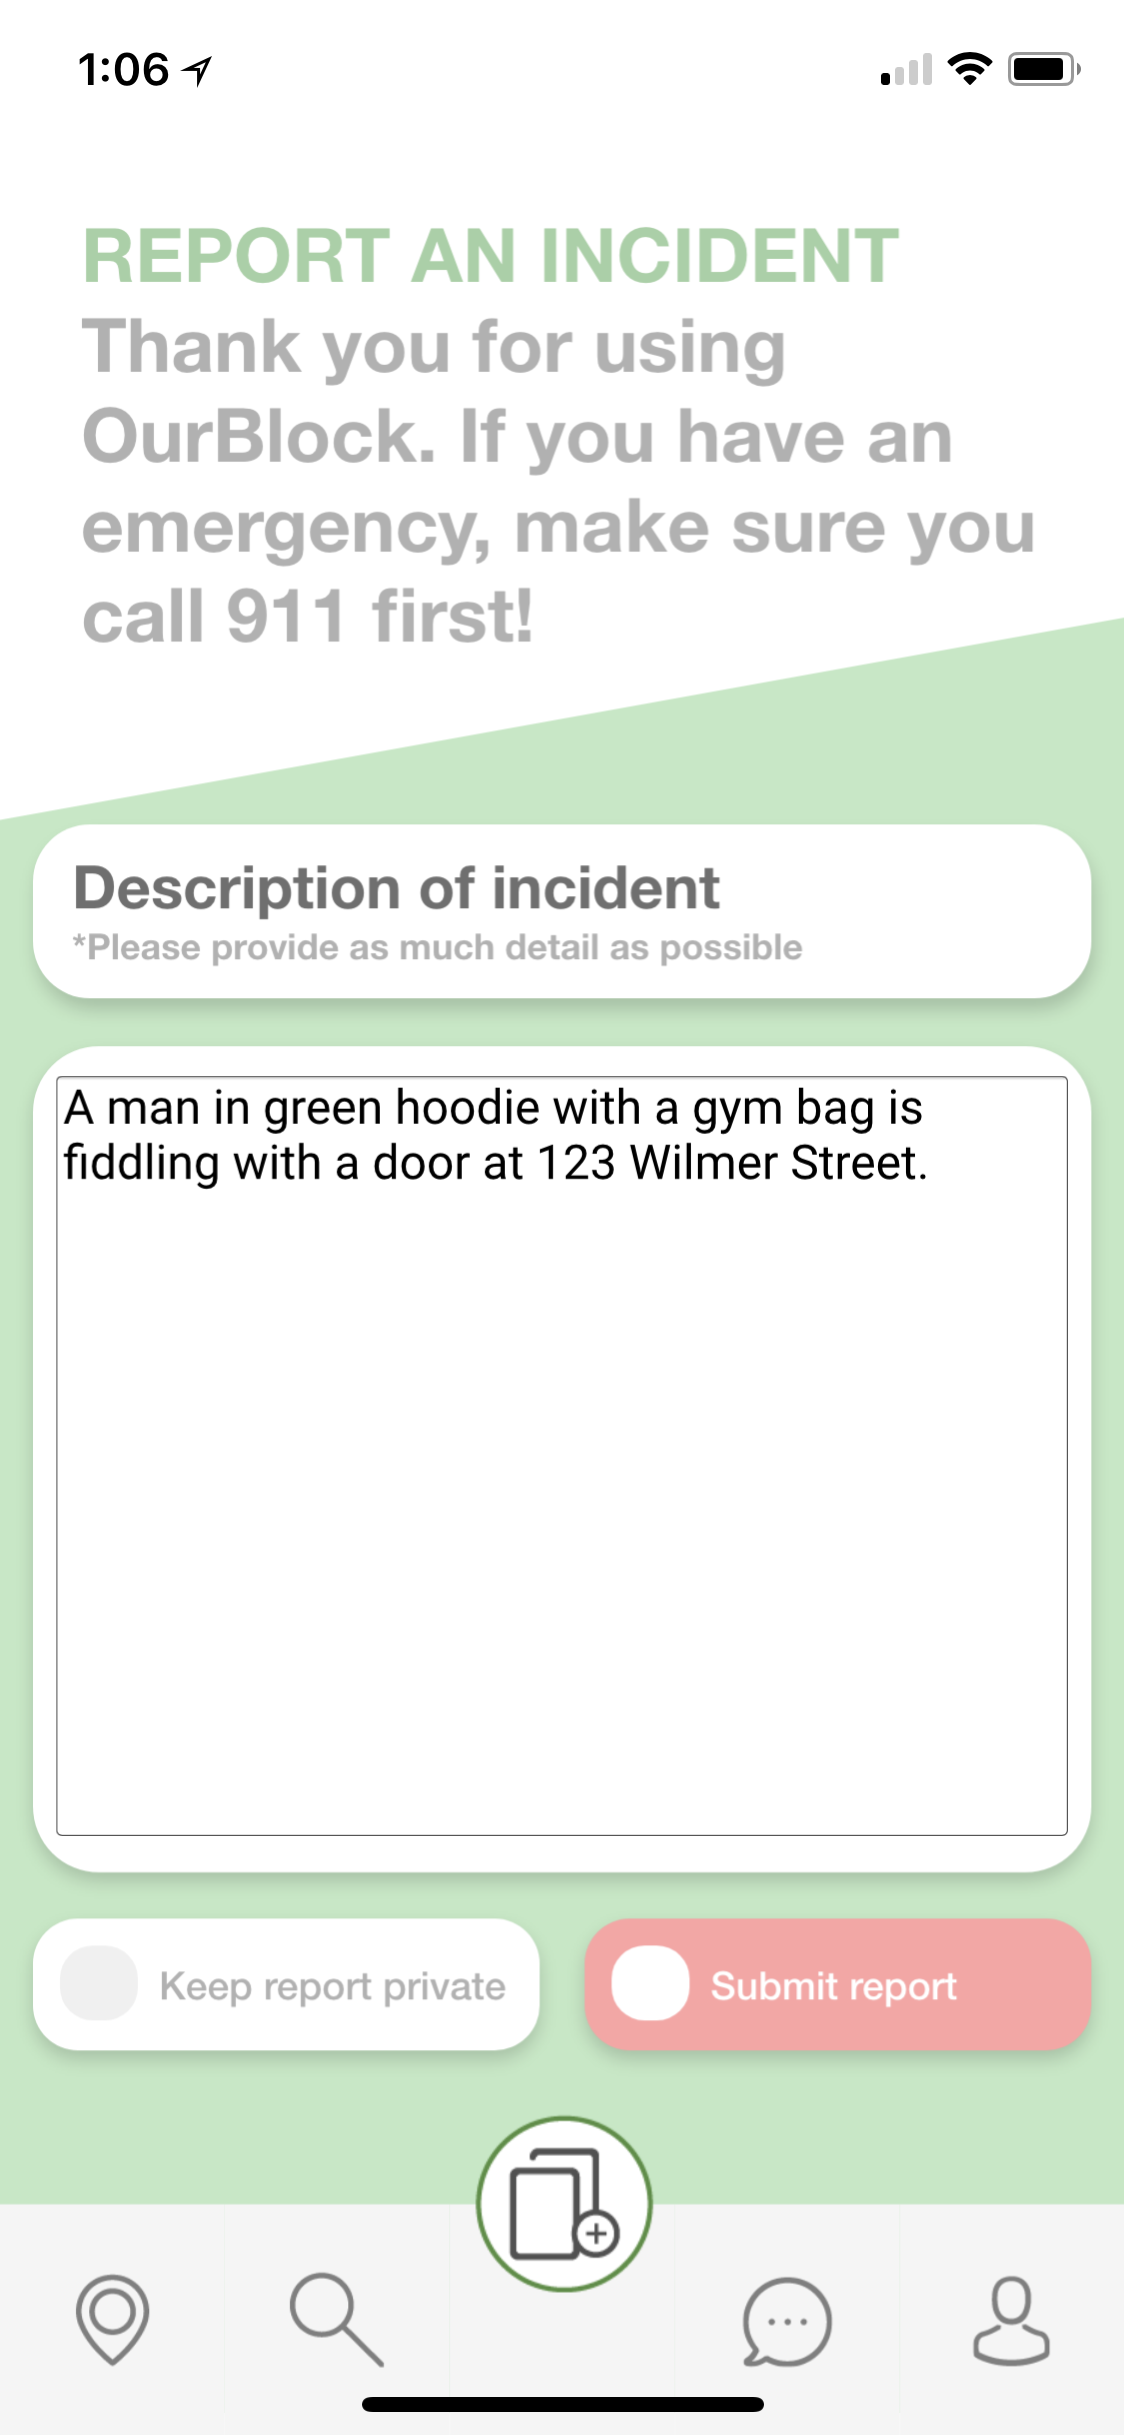 1:06
REPORT AN INCIDENT
Thank you for using
OurBlock. If you have an
emergency, make sure you
call 911 first!
Description of incident
*Please provide as much detail as possible
A man in green hoodie with a gym bag is
fiddling with a door at 123 Wilmer Street.
Keep report private
Submit report